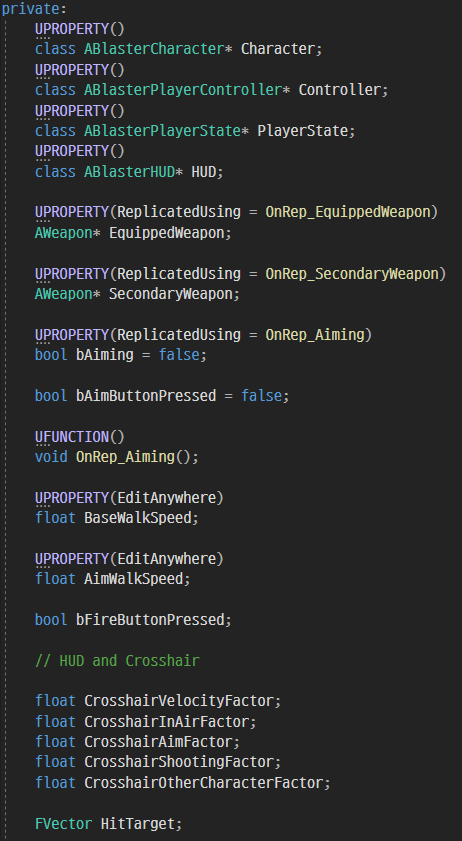 private:
UPROPERTY()
class ABlasterCharacter* Character;
UPROPERTY()
class ABlasterPlayerController* Controller;
UPROPERTY()
class ABlasterPlayerState* PlayerState;
UPROPERTY()
class ABlasterHUD* HUD;
UPROPERTY(ReplicatedUsing = OnRep_EquippedWeapon)
AWeapon* EquippedWeapon;
UPROPERTY(ReplicatedUsing = OnRep_SecondaryWeapon)
AWeapon* SecondaryWeapon;
UPROPERTY(ReplicatedUsing = OnRep_Aiming)
bool bAiming = false;
bool bAimButtonPressed = false;
UFUNCTION()
void OnRep_Aiming();
UPROPERTY(EditAnywhere)
float BaseWalkSpeed;
UPROPERTY(EditAnywhere)
float AimWalkSpeed;
bool bFireButtonPressed;
// HUD and Crosshair
float CrosshairVelocityFactor;
float CrosshairInAirFactor;
float CrosshairAimFactor;
float CrosshairShootingFactor;
float CrosshairOtherCharacterFactor;
FVector HitTarget;